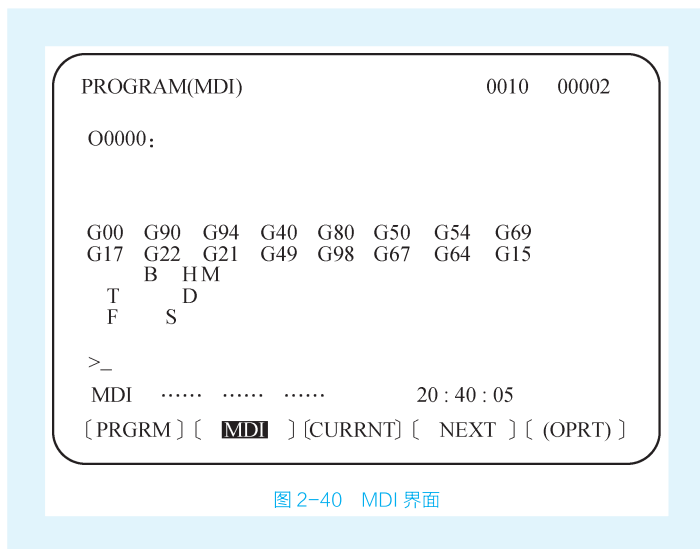 PROGRAM(MDI) 0010 00002
O0000:
G00 G90 G94 G40 G80 G50 G54 G69
G17 G22 G21 G49 G98 G67 G64 G15
B H M
T D
F S
>_
MDI …… …… …… 20 : 40 : 05
〔PRGRM〕〔 MDI 〕〔CURRNT〕〔 NEXT 〕〔 (OPRT) 〕
图 2-40 MDI 界面